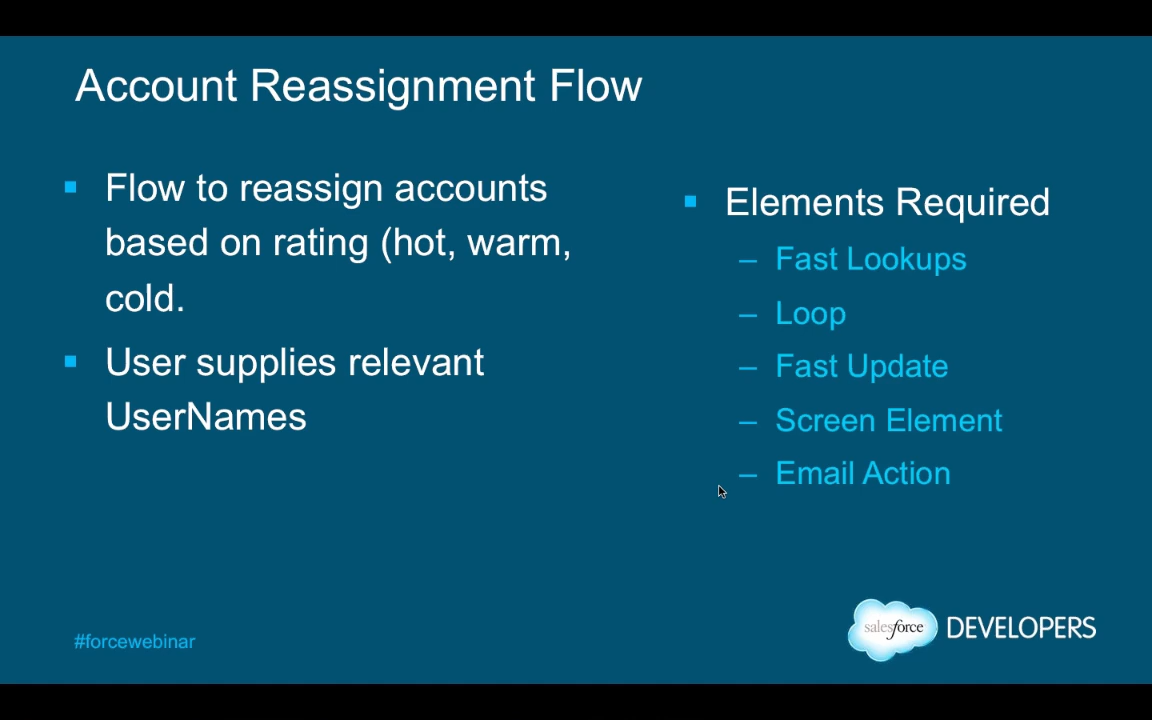 Account Reassignment Flow
▪ Flow to reassign accounts
based on rating (hot, warm,
cold.
▪ User supplies relevant
UserNames
▪ Elements Required
– Fast Lookups
– Loop
– Fast Update
– Screen Element
– Email Action
#forcewebinar
salesforce DEVELOPERS